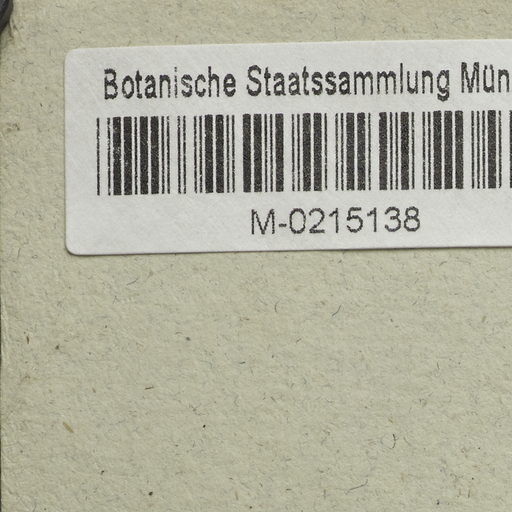 Botanische Staatssammlung Mün
M-0215138